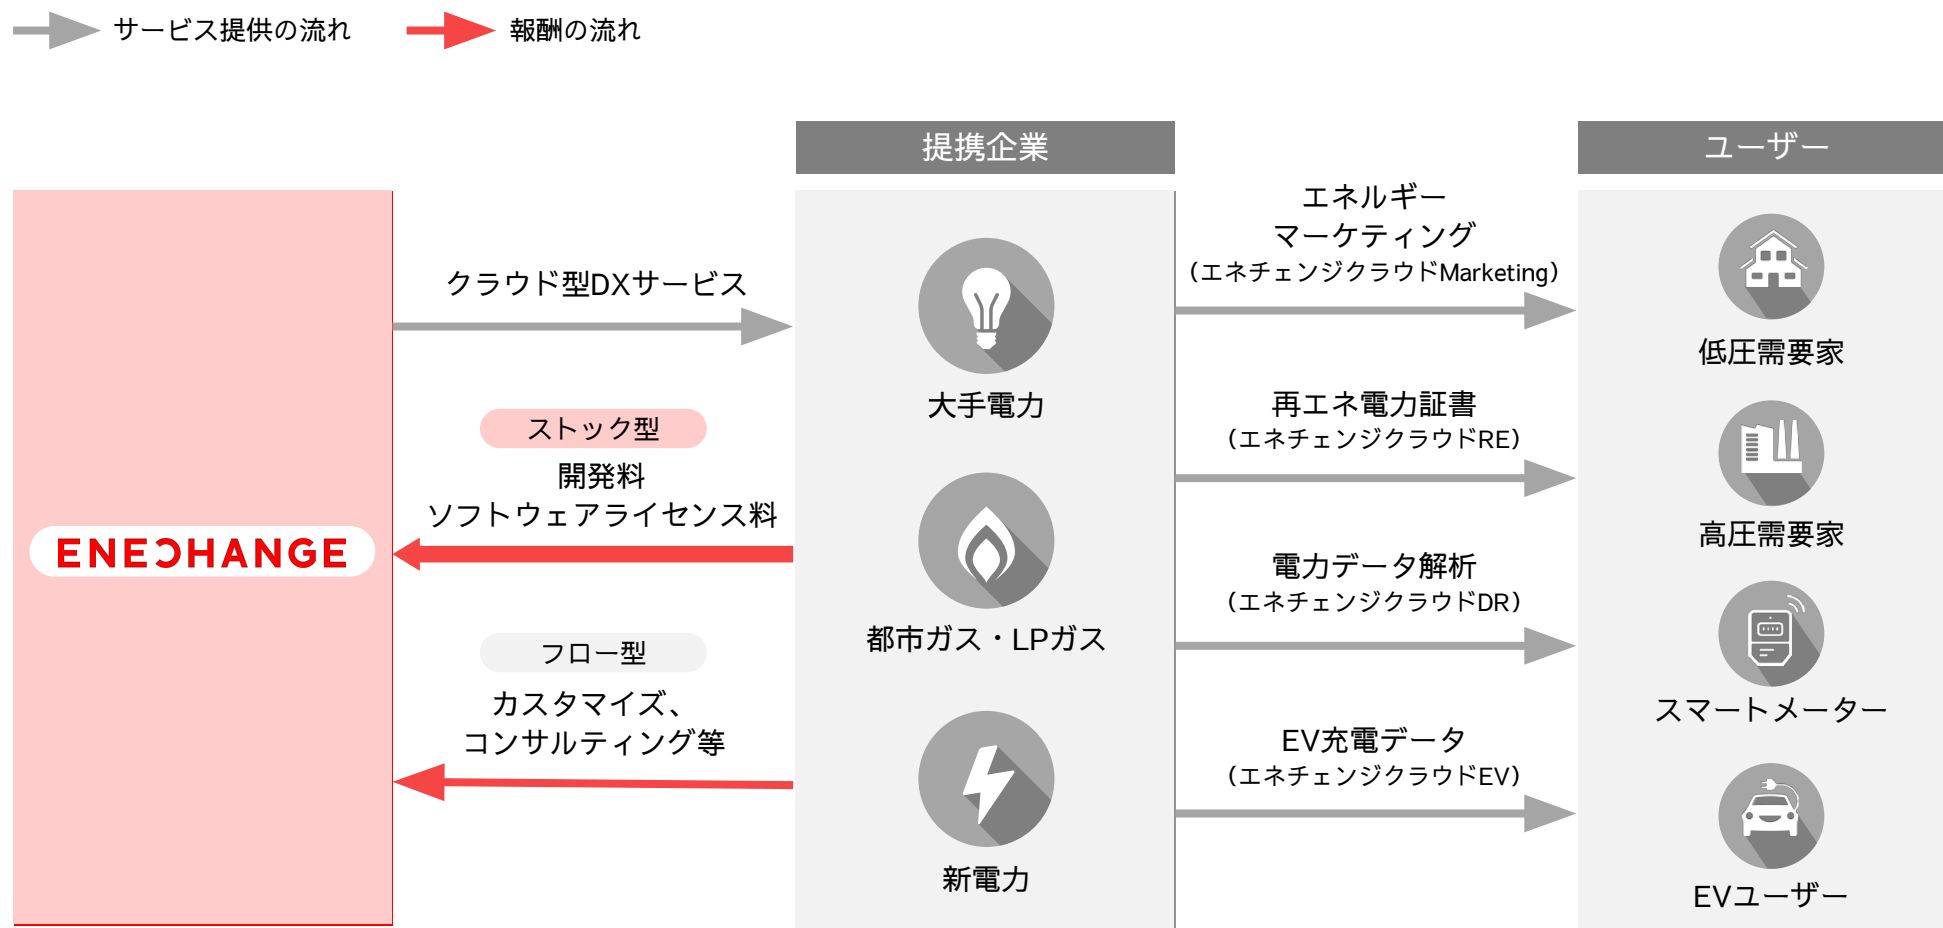 サービス提供の流れ
報酬の流れ
提携企業
ユーザー
ENECHANGE
クラウド型DXサービス
ストック型
開発料
ソフトウェアライセンス料
フロー型
カスタマイズ、
コンサルティング等
大手電力
都市ガス・LPガス
新電力
エネルギー
マーケティング
（エネチェンジクラウドMarketing）
再エネ電力証書
（エネチェンジクラウドRE）
電力データ解析
（エネチェンジクラウドDR）
EV充電データ
（エネチェンジクラウドEV）
低圧需要家
高圧需要家
スマートメーター
EVユーザー